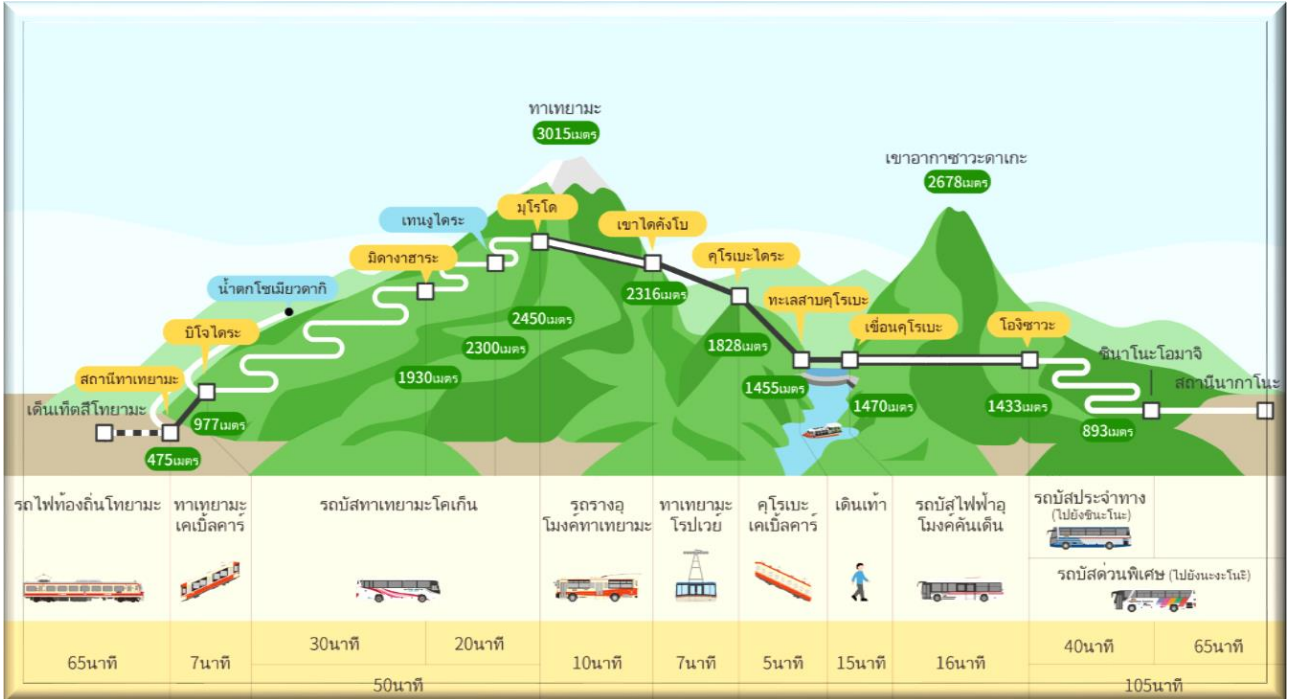 ทาเทยามะ
3015เมตร
เขาอากาซาวะดาเกะ
2678เมตร
เทนงูไดระ
มุโรโด
เขาไดคังโบ
มิดางาฮาระ
คุโรเบะไดระ
น้ำตกโชเมียวดากิ
ทะเลสาบคุโรเบะ
บิโจไดระ
เขื่อนคุโรเบะ
โองิซาวะ
สถานีทาเทยามะ
ชินาโนะโอมาจิ
สถานีนากาโนะ
เด็นเท็ตสึโทยามะ
2316เมตร
2450เมตร
2300เมตร
1828เมตร
1930เมตร
1455เมตร
1470เมตร
1433เมตร
977เมตร
893เมตร
475เมตร
รถไฟท้องถิ่นโทยามะ
ทาเทยามะ
เคเบิ้ลคาร์
รถบัสทาเทยามะโคเก็น
รถรางอุ
โมงค์ทาเทยามะ
ทาเทยามะ
โรปเวย์
คุโรเบะ
เคเบิ้ลคาร์
เดินเท้า
รถบัสไฟฟ้าอุ
โมงค์คันเด็น
รถบัสประจำทาง
(ไปยังชินะโนะ)
รถบัสด่วนพิเศษ (ไปยังนะงะโนะ)
65นาที
7นาที
30นาที
20นาที
50นาที
10นาที
7นาที
5นาที
15นาที
16นาที
40นาที
65นาที
105นาที